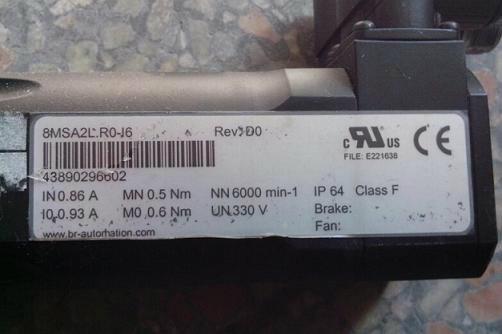 8MSA2L.R0-J6 Rev. D0
43890296602
C RU US CE
FILE: E221638
IN 0.86 A MN 0.5 Nm NN 6000 min-1 IP 64 Class F
I0 0.93 A M0 0.6 Nm UN 330 V Brake:
Fan:
www.br-automation.com